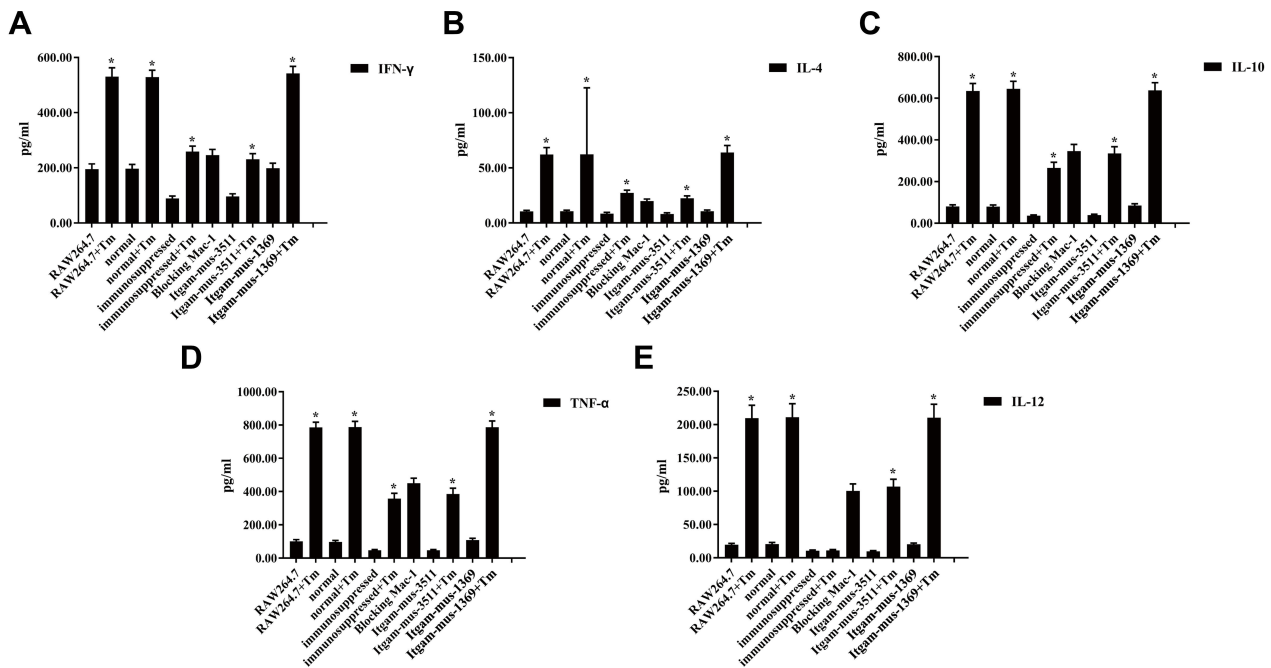 A
600.00
400.00
200.00
0.00
pg/ml
IFN-γ
RAW264.7
RAW264.7+Tm
normal
normal+Tm
immunosuppressed
immunosuppressed+Tm
Blocking Mac-1
Itgam-mus-3511
Itgam-mus-3511+Tm
Itgam-mus-1369
Itgam-mus-1369+Tm
* * * * *
B
150.00
100.00
50.00
0.00
pg/ml
IL-4
RAW264.7
RAW264.7+Tm
normal
normal+Tm
immunosuppressed
immunosuppressed+Tm
Blocking Mac-1
Itgam-mus-3511
Itgam-mus-3511+Tm
Itgam-mus-1369
Itgam-mus-1369+Tm
* * * * *
C
800.00
600.00
400.00
200.00
0.00
pg/ml
IL-10
RAW264.7
RAW264.7+Tm
normal
normal+Tm
immunosuppressed
immunosuppressed+Tm
Blocking Mac-1
Itgam-mus-3511
Itgam-mus-3511+Tm
Itgam-mus-1369
Itgam-mus-1369+Tm
* * * * *
D
1000.00
800.00
600.00
400.00
200.00
0.00
pg/ml
TNF-α
RAW264.7
RAW264.7+Tm
normal
normal+Tm
immunosuppressed
immunosuppressed+Tm
Blocking Mac-1
Itgam-mus-3511
Itgam-mus-3511+Tm
Itgam-mus-1369
Itgam-mus-1369+Tm
* * * * *
E
250.00
200.00
150.00
100.00
50.00
0.00
pg/ml
IL-12
RAW264.7
RAW264.7+Tm
normal
normal+Tm
immunosuppressed
immunosuppressed+Tm
Blocking Mac-1
Itgam-mus-3511
Itgam-mus-3511+Tm
Itgam-mus-1369
Itgam-mus-1369+Tm
* * * *